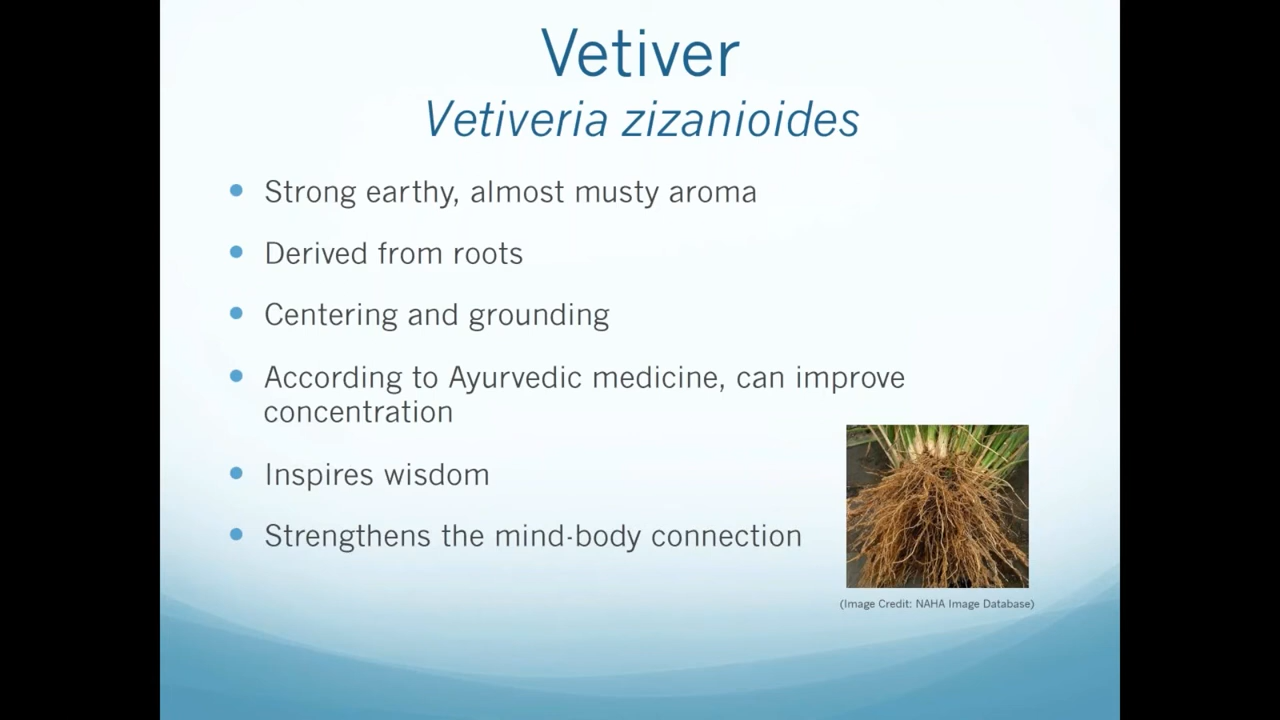 Vetiver
Vetiveria zizanioides
• Strong earthy, almost musty aroma
• Derived from roots
• Centering and grounding
• According to Ayurvedic medicine, can improve
concentration
• Inspires wisdom
• Strengthens the mind-body connection
(Image Credit: NAHA Image Database)